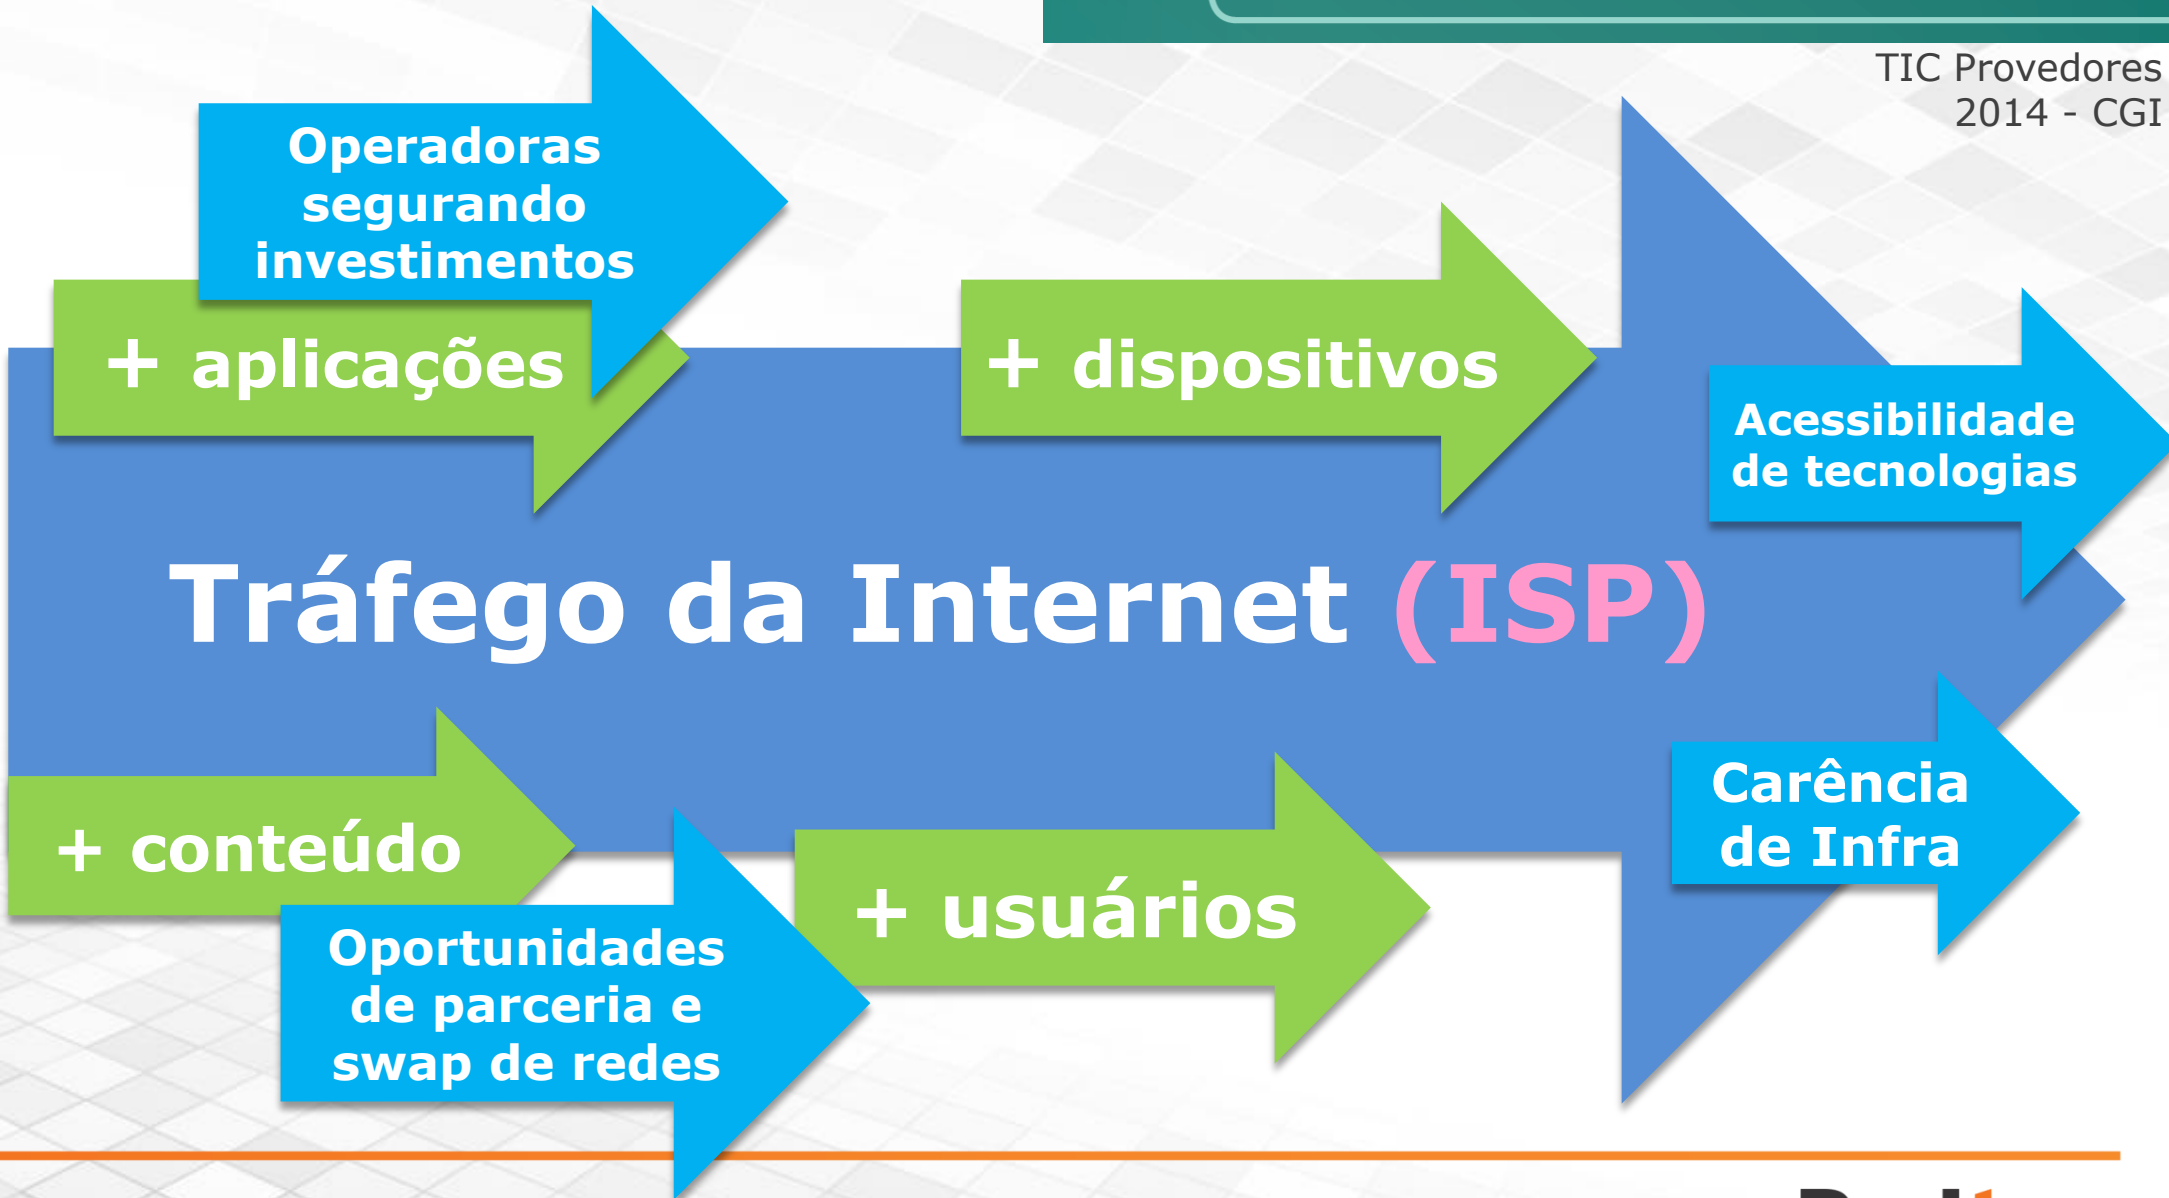 TIC Provedores
2014 - CGI
Operadoras
segurando
investimentos
+ aplicações
+ dispositivos
Acessibilidade
de tecnologias
Tráfego da Internet (ISP)
Carência
de Infra
+ conteúdo
+ usuários
Oportunidades
de parceria e
swap de redes